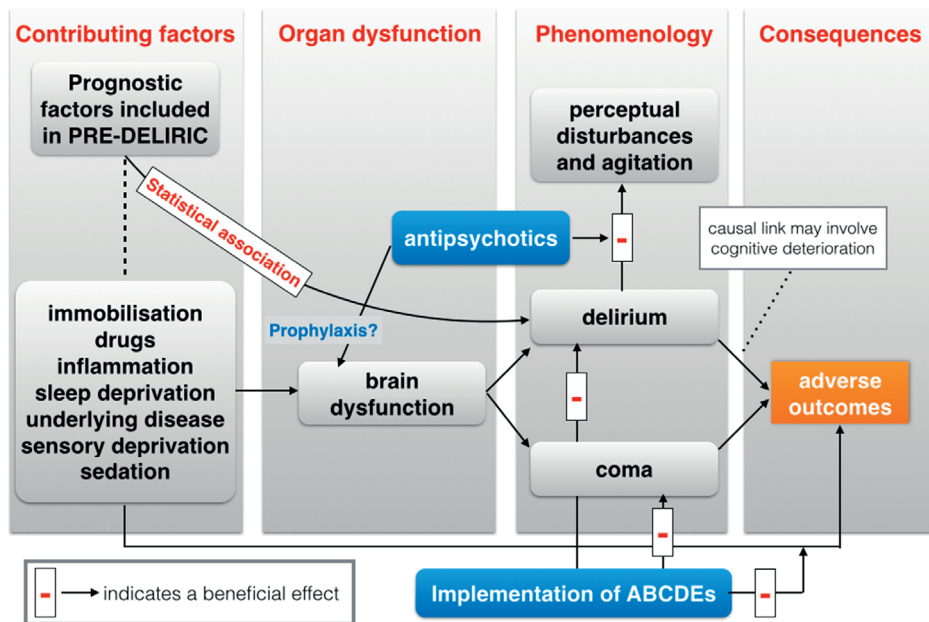 Contributing factors
Organ dysfunction
Phenomenology
Consequences
Prognostic
factors included
in PRE-DELIRIC
perceptual
disturbances
and agitation
Statistical association
antipsychotics
-
causal link may involve
cognitive deterioration
immobilisation
drugs
inflammation
sleep deprivation
underlying disease
sensory deprivation
sedation
Prophylaxis?
brain
dysfunction
delirium
-
coma
adverse
outcomes
-
- indicates a beneficial effect
Implementation of ABCDEs
-